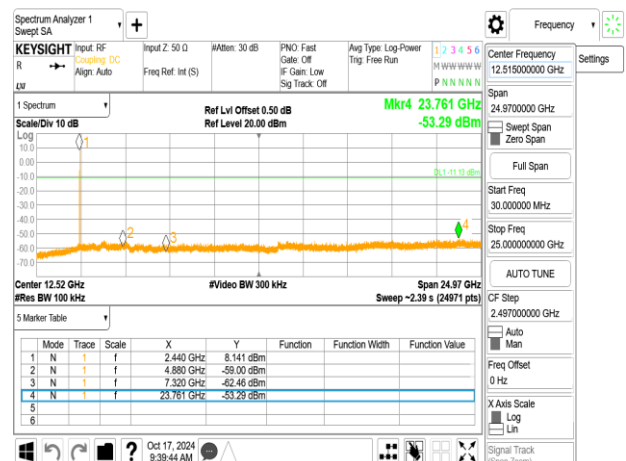 Spectrum Analyzer 1
Swept SA
Frequency
KEYSIGHT
R
LXI
Input: RF
Coupling: DC
Align: Auto
Input Z: 50 Ω
Freq Ref: Int (S)
#Atten: 30 dB
PNO: Fast
Gate: Off
IF Gain: Low
Sig Track: Off
Avg Type: Log-Power
Trig: Free Run
1 2 3 4 5 6
M W W W W W
P N N N N N
Center Frequency
12.515000000 GHz
Settings
Span
24.9700000 GHz
Swept Span
Zero Span
Full Span
Start Freq
30.000000 MHz
Stop Freq
25.000000000 GHz
AUTO TUNE
CF Step
2.497000000 GHz
Auto
Man
Freq Offset
0 Hz
X Axis Scale
Log
Lin
Signal Track
(Span Zoom)
1 Spectrum
Scale/Div 10 dB
Log
Ref Lvl Offset 0.50 dB
Ref Level 20.00 dBm
Mkr4 23.761 GHz
-53.29 dBm
10.0
0.00
-10.0
-20.0
-30.0
-40.0
-50.0
-60.0
-70.0
1
2
3
4
DL1 -11.13 dBm
Center 12.52 GHz
#Res BW 100 kHz
#Video BW 300 kHz
Span 24.97 GHz
Sweep ~2.39 s (24971 pts)
5 Marker Table
Mode Trace Scale X Y Function Function Width Function Value
1 N 1 f 2.440 GHz 8.141 dBm
2 N 1 f 4.880 GHz -59.00 dBm
3 N 1 f 7.320 GHz -62.46 dBm
4 N 1 f 23.761 GHz -53.29 dBm
5
6
Oct 17, 2024
9:39:44 AM